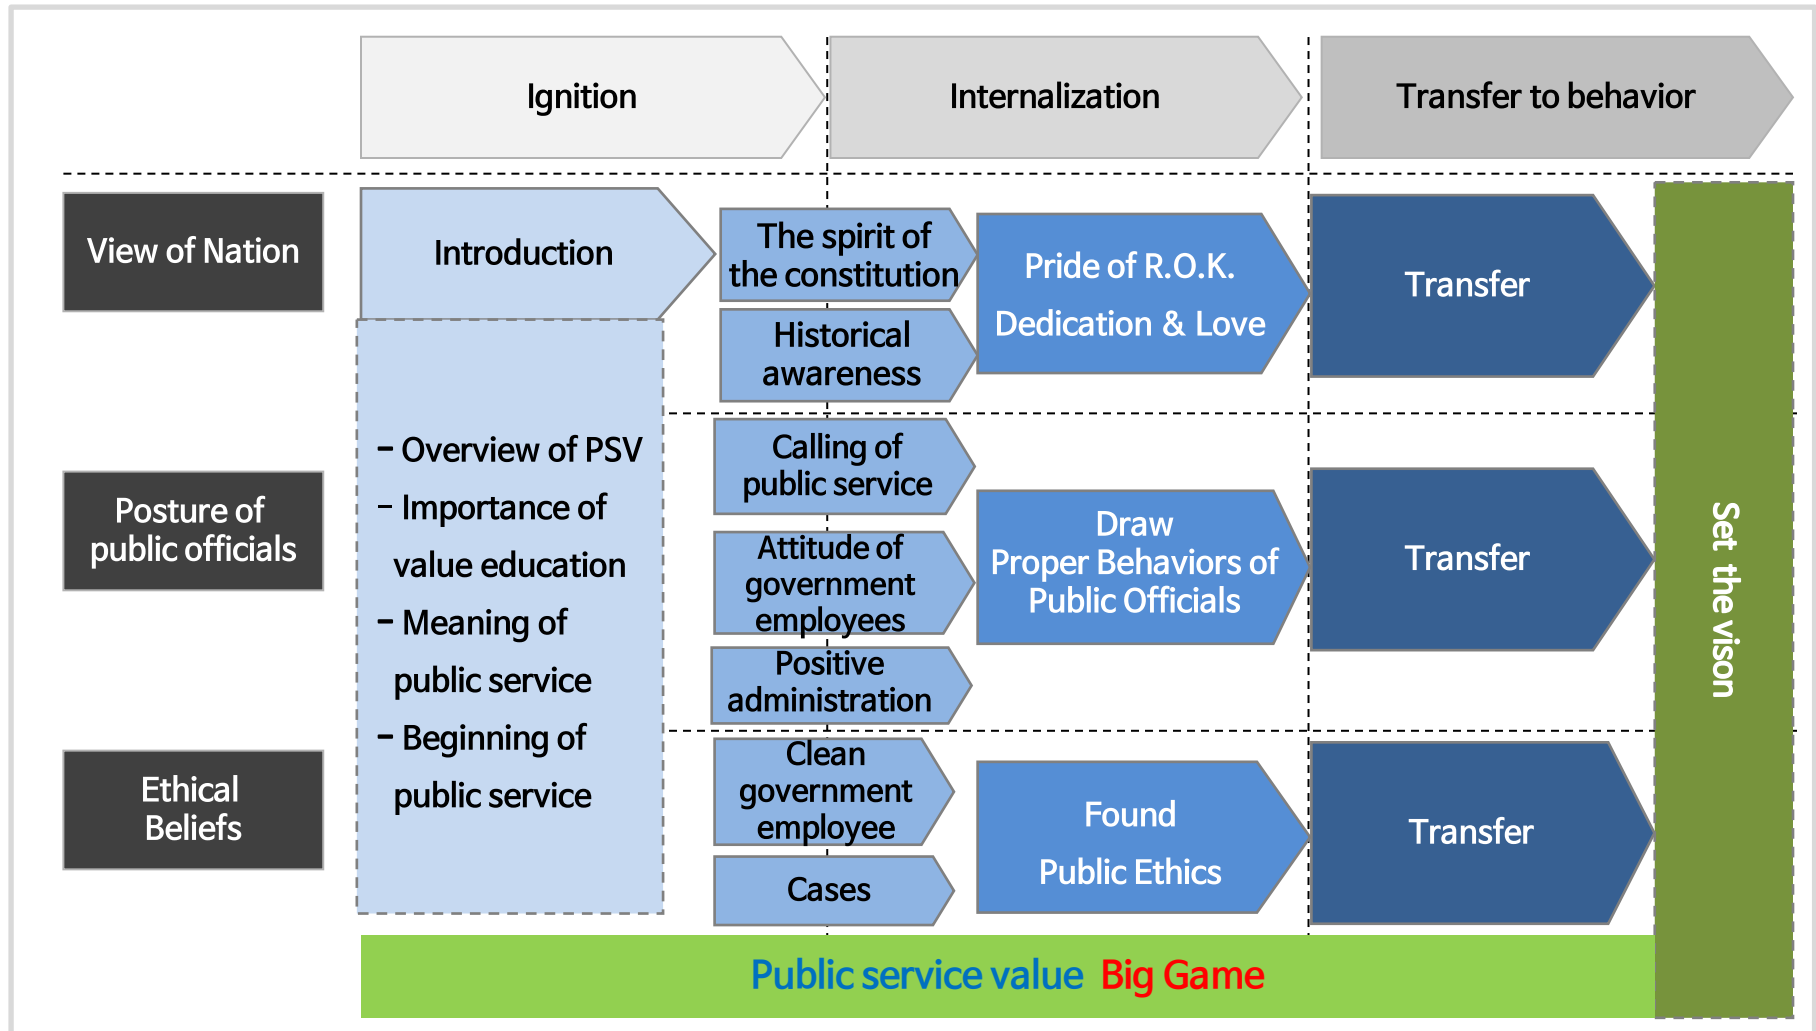 Ignition
Internalization
Transfer to behavior
View of Nation
Introduction
The spirit of
the constitution
Historical
awareness
Pride of R.O.K.
Dedication & Love
Transfer
- Overview of PSV
- Importance of
value education
- Meaning of
public service
- Beginning of
public service
Posture of
public officials
Calling of
public service
Attitude of
government
employees
Positive
administration
Draw
Proper Behaviors of
Public Officials
Transfer
Ethical
Beliefs
Clean
government
employee
Cases
Found
Public Ethics
Transfer
Set the vison
Public service value Big Game